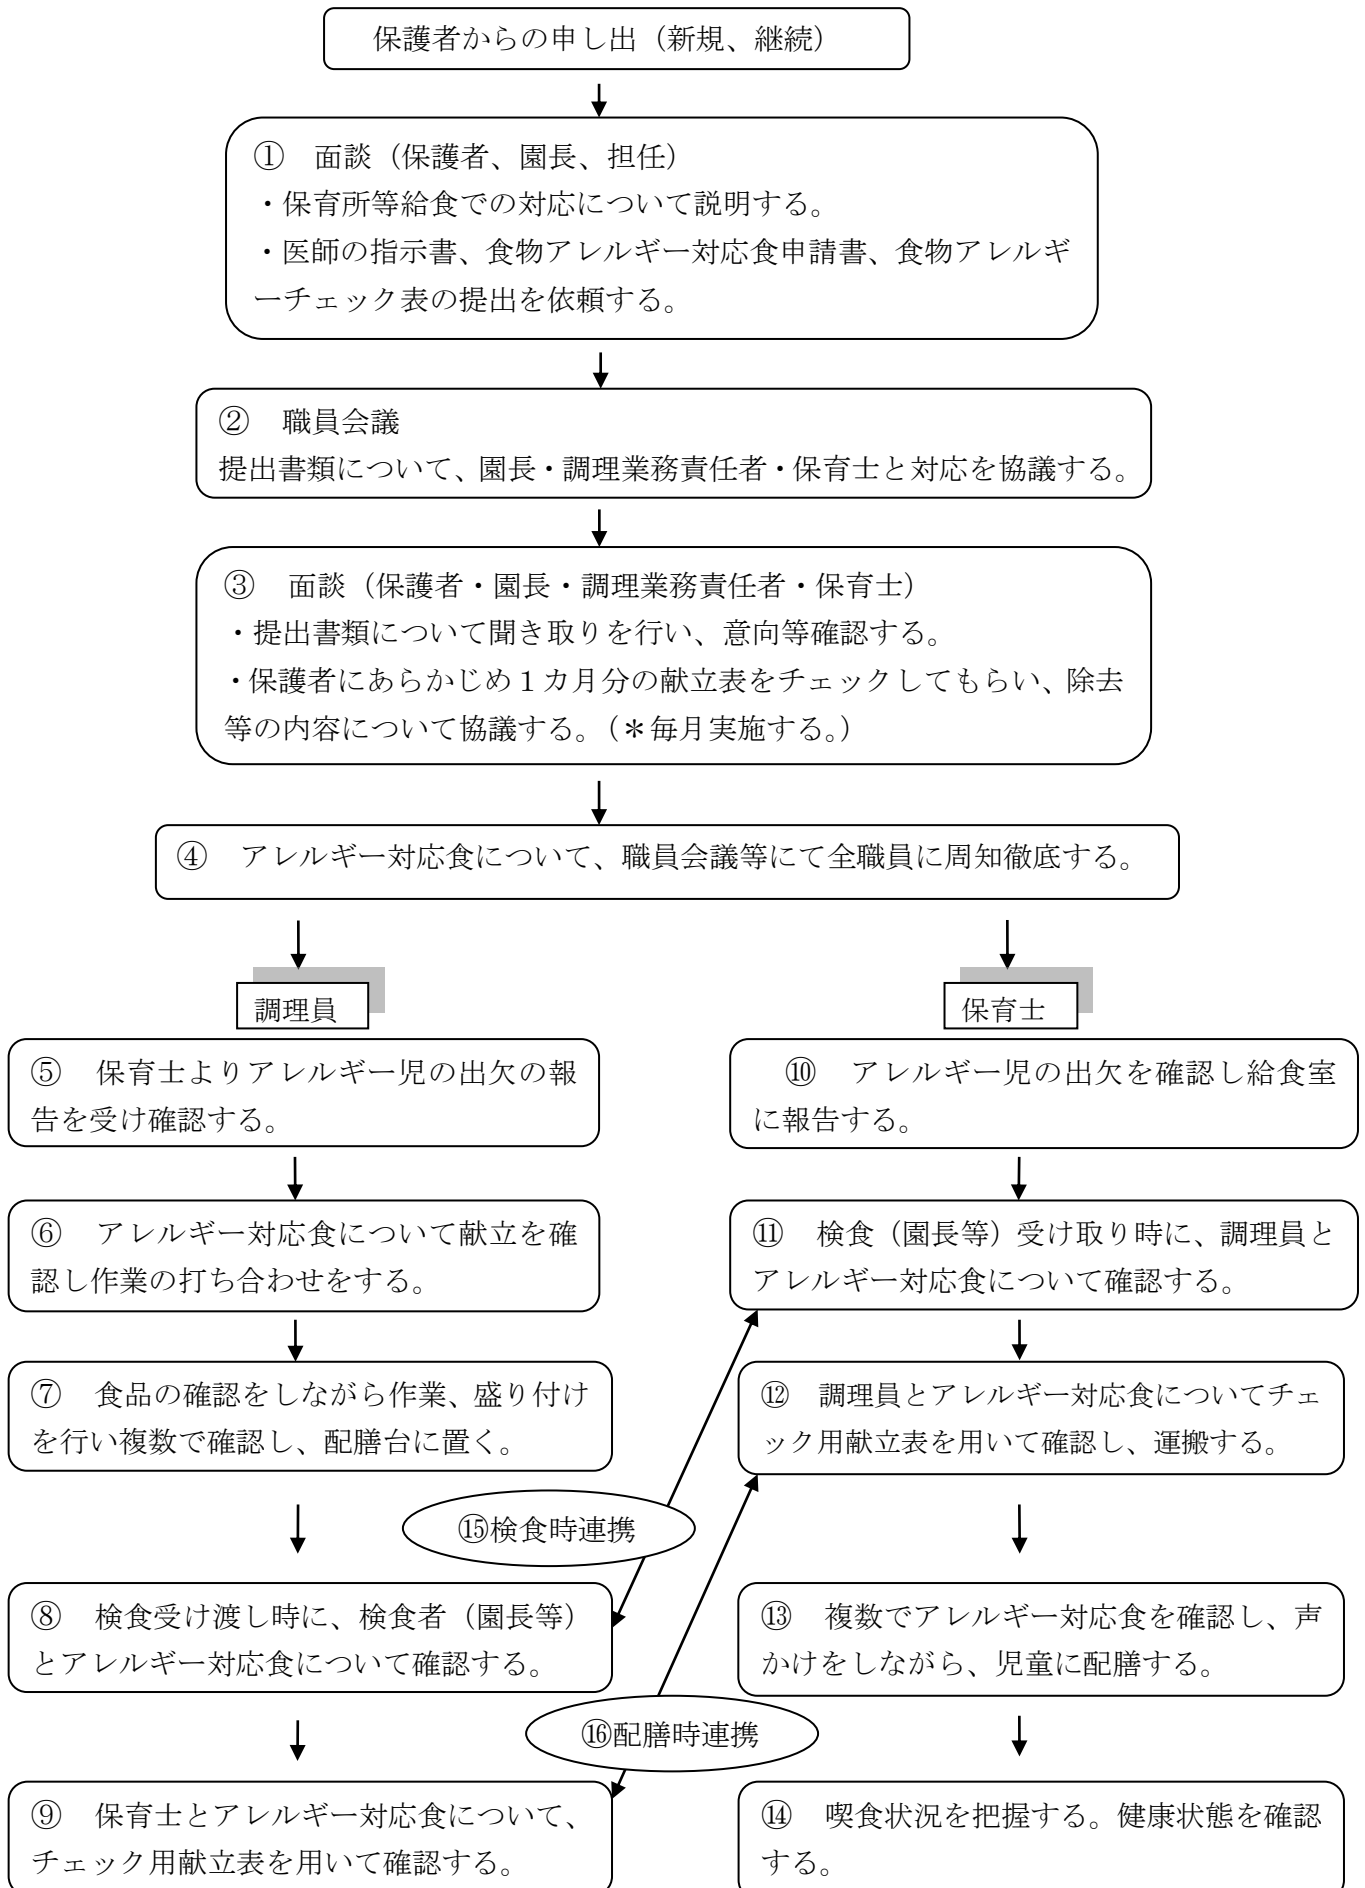 保護者からの申し出（新規、継続）
① 面談（保護者、園長、担任）
・保育所等給食での対応について説明する。
・医師の指示書、食物アレルギー対応食申請書、食物アレルギ
ーチェック表の提出を依頼する。
② 職員会議
提出書類について、園長・調理業務責任者・保育士と対応を協議する。
③ 面談（保護者・園長・調理業務責任者・保育士）
・提出書類について聞き取りを行い、意向等確認する。
・保護者にあらかじめ１カ月分の献立表をチェックしてもらい、除去
等の内容について協議する。（＊毎月実施する。）
④ アレルギー対応食について、職員会議等にて全職員に周知徹底する。
調理員
⑤ 保育士よりアレルギー児の出欠の報
告を受け確認する。
⑥ アレルギー対応食について献立を確
認し作業の打ち合わせをする。
⑦ 食品の確認をしながら作業、盛り付け
を行い複数で確認し、配膳台に置く。
⑮検食時連携
⑧ 検食受け渡し時に、検食者（園長等）
とアレルギー対応食について確認する。
⑯配膳時連携
⑨ 保育士とアレルギー対応食について、
チェック用献立表を用いて確認する。
保育士
⑩ アレルギー児の出欠を確認し給食室
に報告する。
⑪ 検食（園長等）受け取り時に、調理員と
アレルギー対応食について確認する。
⑫ 調理員とアレルギー対応食についてチェ
ック用献立表を用いて確認し、運搬する。
⑬ 複数でアレルギー対応食を確認し、声
かけをしながら、児童に配膳する。
⑭ 喫食状況を把握する。健康状態を確認
する。